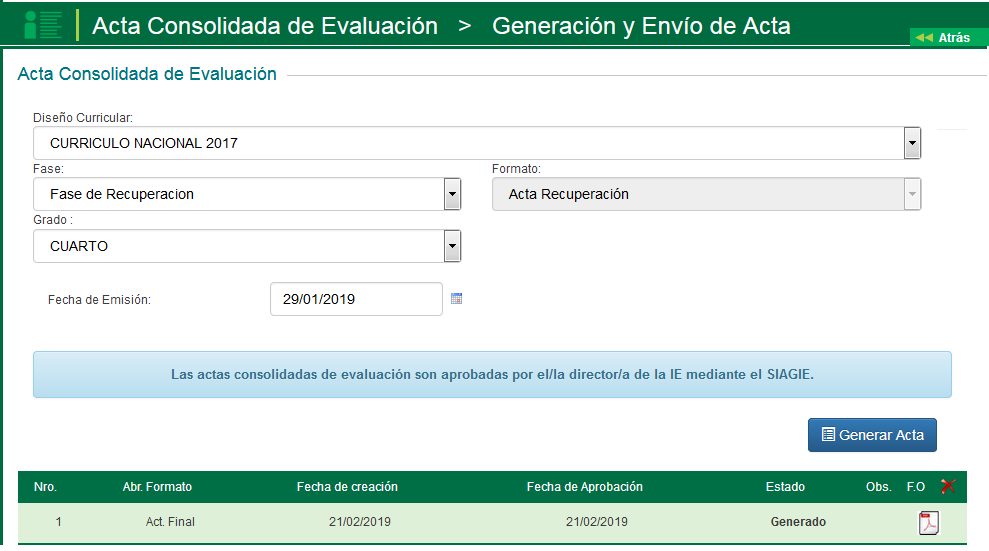 Acta Consolidada de Evaluación > Generación y Envío de Acta
Atrás
Acta Consolidada de Evaluación
Diseño Curricular:
CURRICULO NACIONAL 2017
Fase: Formato:
Fase de Recuperacion Acta Recuperación
Grado :
CUARTO
Fecha de Emisión: 29/01/2019
Las actas consolidadas de evaluación son aprobadas por el/la director/a de la IE mediante el SIAGIE.
Generar Acta
Nro. Abr. Formato Fecha de creación Fecha de Aprobación Estado Obs. F.O
1 Act. Final 21/02/2019 21/02/2019 Generado